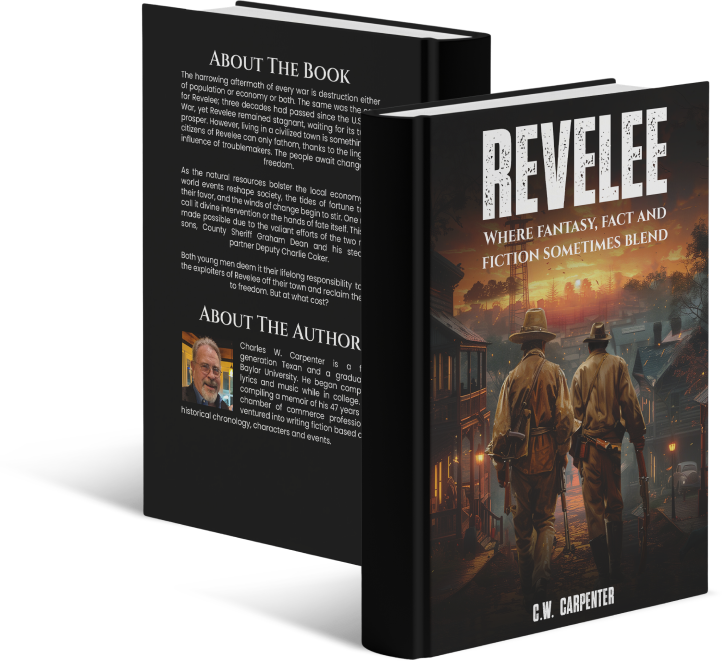 About The Book
The harrowing aftermath of every war is destruction either
of population or economy or both. The same was the
for Revelee; three decades had passed since the U.S.
War, yet Revelee remained stagnant, waiting for its
prosper. However, living in a civilized town is
citizens of Revelee can only fathom, thanks to the
influence of troublemakers. The people await
freedom.
As the natural resources bolster the local economy
world events reshape society, the tides of fortune
their favor, and the winds of change begin to stir. One
call it divine intervention or the hands of fate itself. This
made possible due to the valiant efforts of the two
sons, County Sheriff Graham Dean and his
partner Deputy Charlie Coker.
Both young men deem it their lifelong responsibility to
the exploiters of Revelee off their town and reclaim
to freedom. But at what cost?
About The Author
Charles W. Carpenter is a
generation Texan and a
Baylor University. He began
lyrics and music while in college.
compiling a memoir of his 47 years
chamber of commerce
ventured into writing fiction based
historical chronology, characters and events.
REVELEE
Where fantasy, fact and
fiction sometimes blend
C.W. CARPENTER